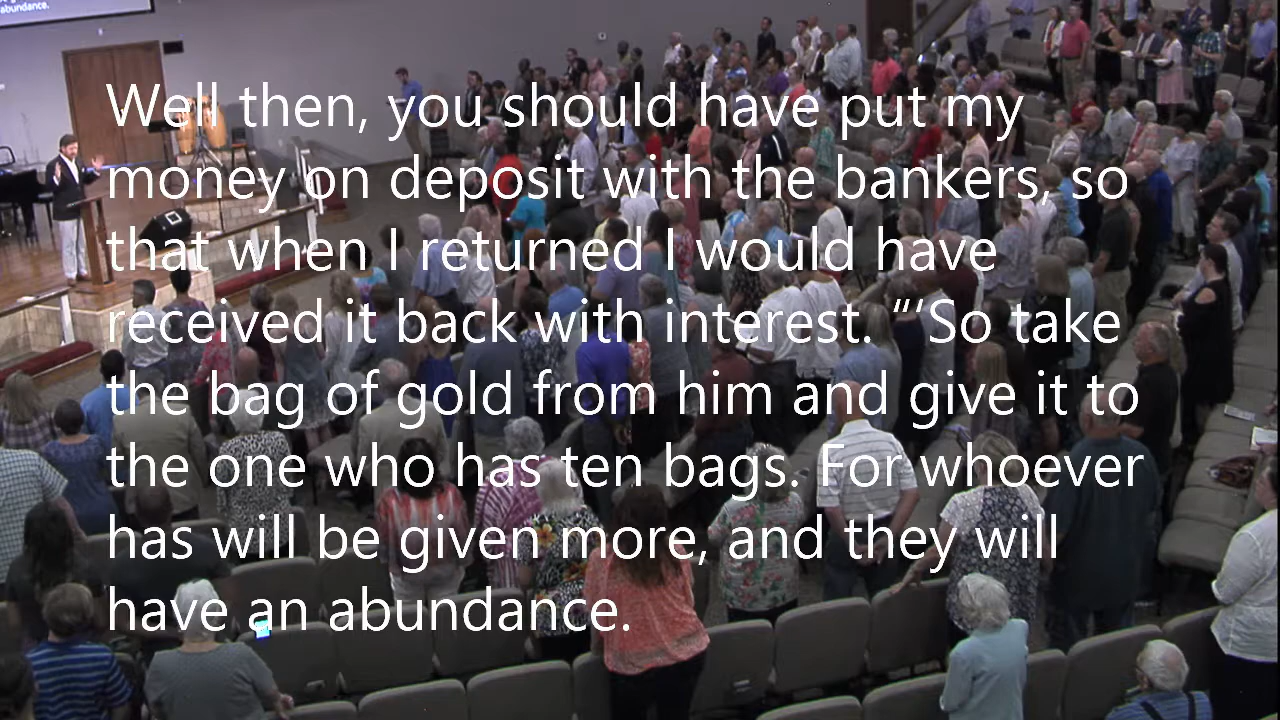 abundance.
Well then, you should have put my
money on deposit with the bankers, so
that when I returned I would have
received it back with interest. “‘So take
the bag of gold from him and give it to
the one who has ten bags. For whoever
has will be given more, and they will
have an abundance.